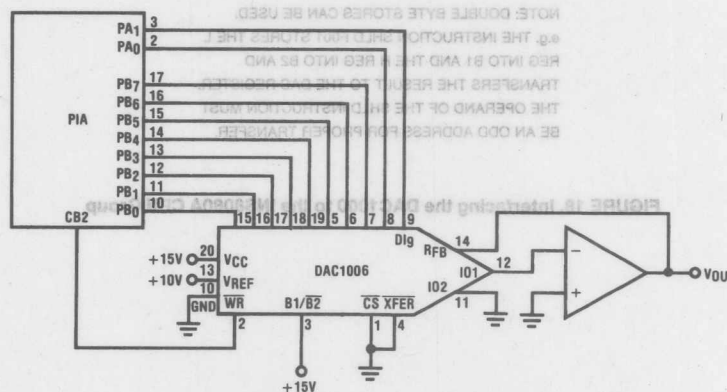 NOTE: DOUBLE BYTE STORES CAN BE USED.
e.g. THE INSTRUCTION SHLD F001 STORES THE L
REG INTO B1 AND THE H REG INTO B2 AND
TRANSFERS THE RESULT TO THE DAC REGISTER.
THE OPERAND OF THE SHLD INSTRUCTION MUST
BE AN ODD ADDRESS FOR PROPER TRANSFER.
PIA
PA1 3
PA0 2
PB7 17
PB6 16
PB5 15
PB4 14
PB3 13
PB2 12
PB1 11
PB0 10
CB2
FIGURE 18. Interfacing the DAC1000 to the INS8080A CPU Group
15 16 17 18 19 5 6 7 8 9
DI9
RFB 14
+15V 20 VCC
+10V 13 VREF
10 GND
DAC1006
IO1 12
IO2 11
WR B1/B2 CS XFER
2 3 1 4
+15V
−
+
VOU